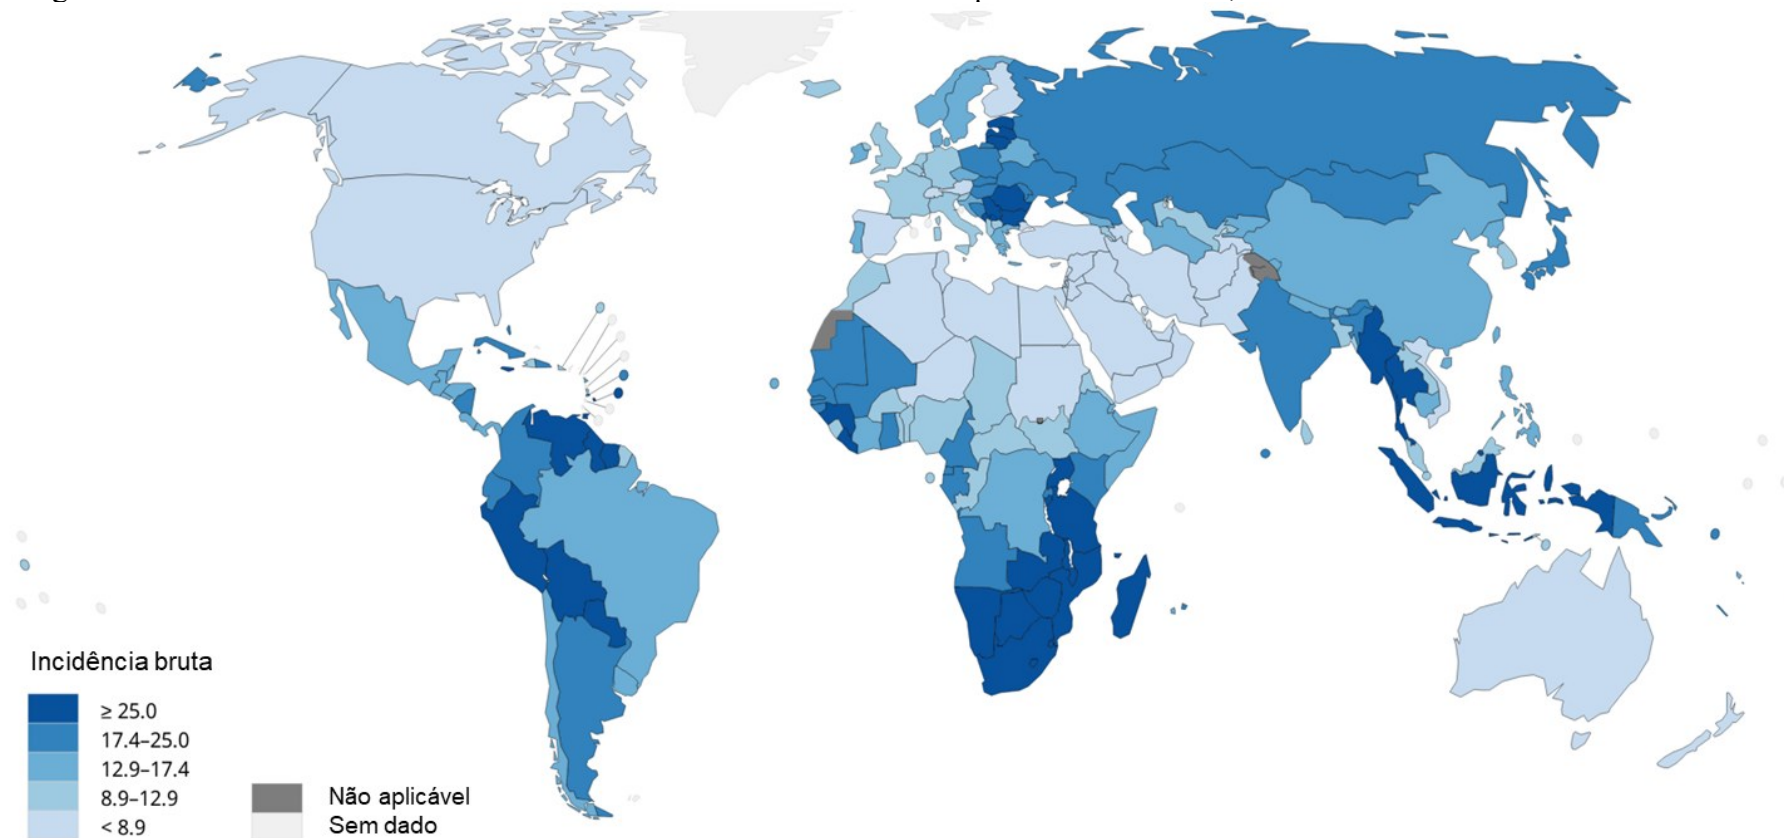 Incidência bruta
≥ 25.0
17.4–25.0
12.9–17.4
8.9–12.9
< 8.9
Não aplicável
Sem dado